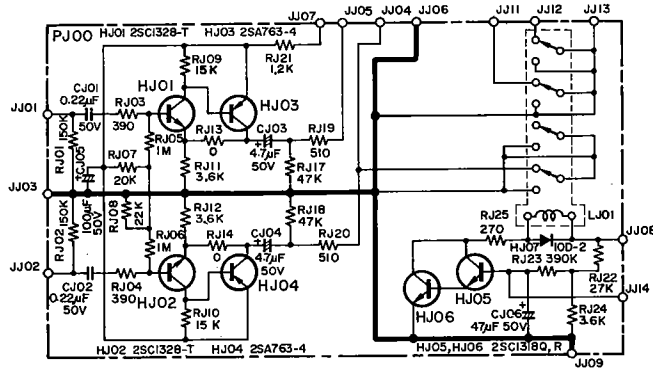 HJ01 2SC1328-T HJ03 2SA763-4
JJ07 JJ05 JJ04 JJ06 JJ11 JJ12 JJ13
PJ00
RJ09
15K
RJ21
1,2K
HJ01
HJ03
JJ01
CJ01
0.22µF
50V
RJ03
390
RJ05
1M
RJ13
0
CJ03
4.7µF
50V
RJ19
510
RJ01
150K
CJ05
100µF
50V
RJ07
20K
RJ11
3,6K
RJ17
47K
JJ03
RJ02
150K
RJ08
22K
RJ12
3,6K
RJ18
47K
RJ06
1M
RJ14
0
CJ04
47µF
50V
RJ20
510
JJ02
CJ02
0.22µF
50V
RJ04
390
HJ02
HJ04
RJ10
15K
HJ02 2SC1328-T HJ04 2SA763-4
RJ25
270
LJ01
JJ08
HJ07 10D-2
RJ23 390K
RJ22
27K
JJ14
HJ06
HJ05
CJ06
47µF 50V
RJ24
3.6K
HJ05,HJ06 2SC1318Q,R
JJ09